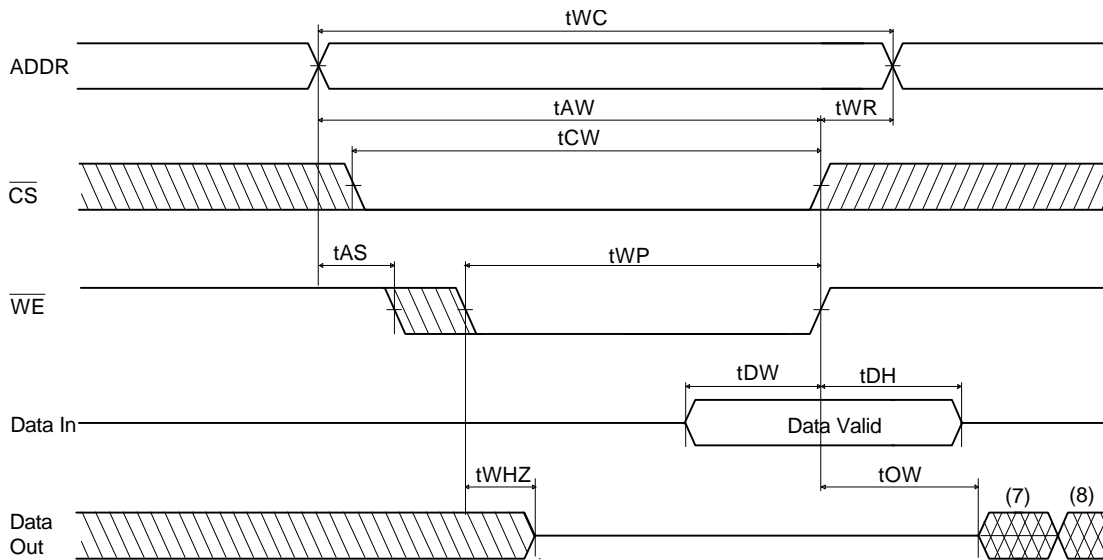 tWC
ADDR
tAW
tWR
tCW
CS
tAS
tWP
WE
tDW
tDH
Data In
Data Valid
tWHZ
tOW
(7)
(8)
Data
Out